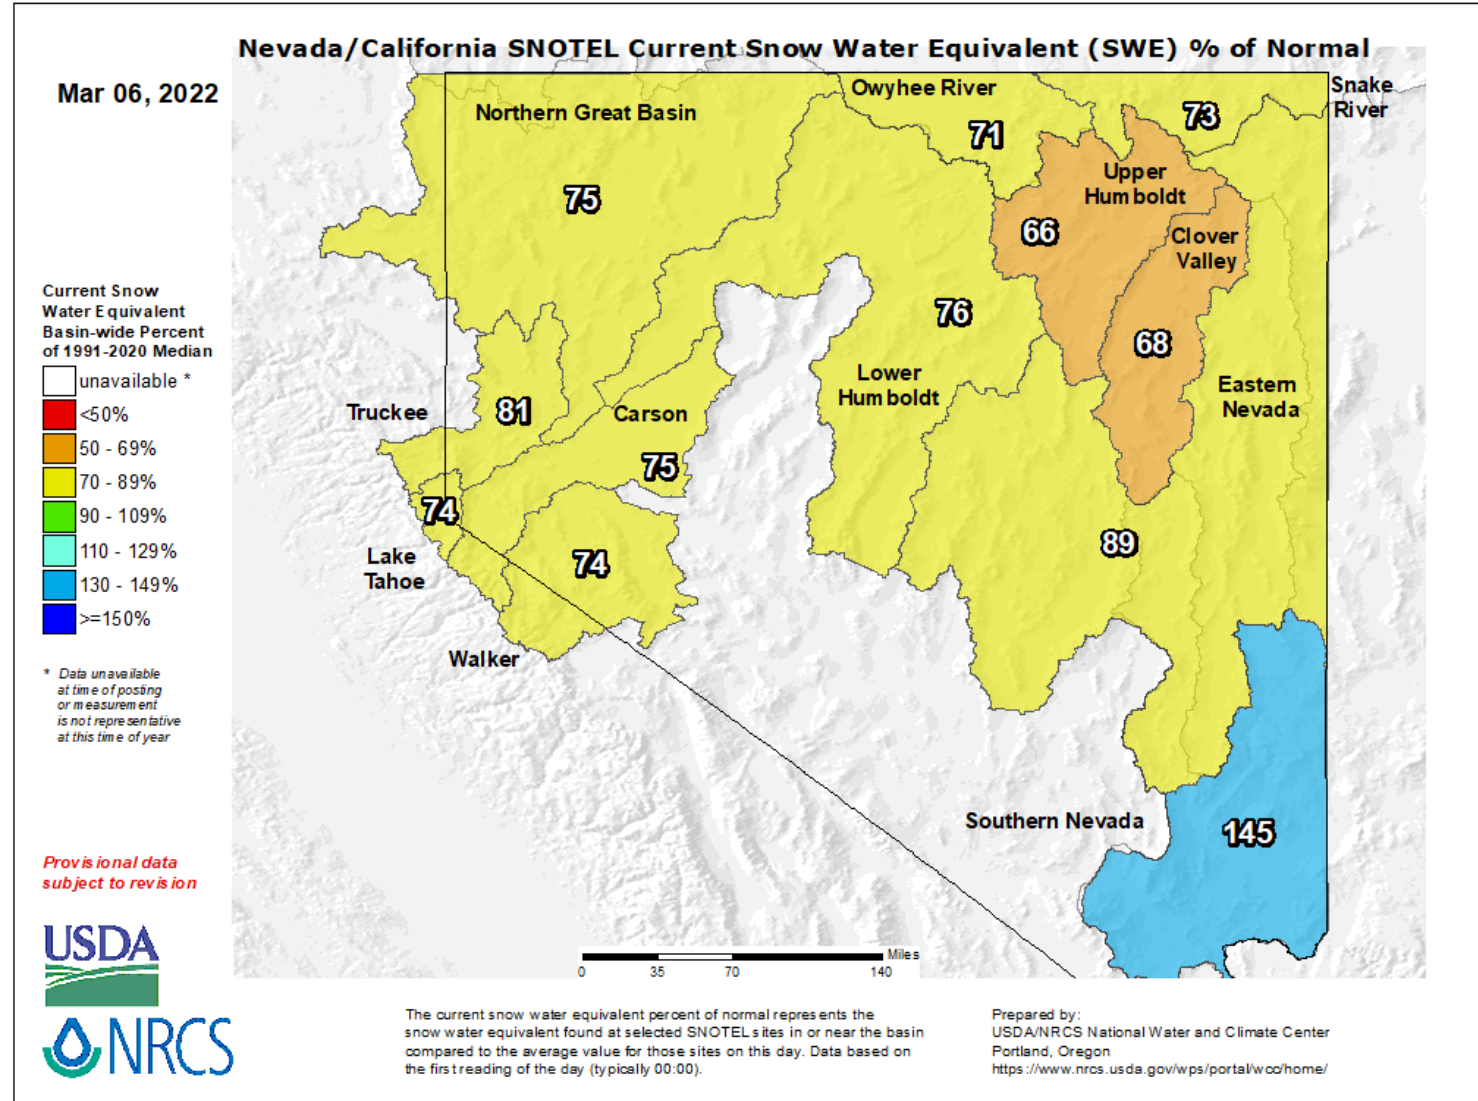 Nevada/California SNOTEL Current Snow Water Equivalent (SWE) % of Normal
Mar 06, 2022
Northern Great Basin
75
Owyhee River
71
73
Snake
River
Upper
Humboldt
66
Clover
Valley
68
76
Lower
Humboldt
Eastern
Nevada
89
Truckee
81
Carson
75
74
Lake
Tahoe
74
Walker
Southern Nevada
145
Current Snow
Water Equivalent
Basin-wide Percent
of 1991-2020 Median
unavailable *
<50%
50 - 69%
70 - 89%
90 - 109%
110 - 129%
130 - 149%
>=150%
* Data unavailable
at time of posting
or measurement
is not representative
at this time of year
Provisional data
subject to revision
USDA
NRCS
Miles
0 35 70 140
The current snow water equivalent percent of normal represents the
snow water equivalent found at selected SNOTEL sites in or near the basin
compared to the average value for those sites on this day. Data based on
the first reading of the day (typically 00:00).
Prepared by:
USDA/NRCS National Water and Climate Center
Portland, Oregon
https://www.nrcs.usda.gov/wps/portal/wcc/home/